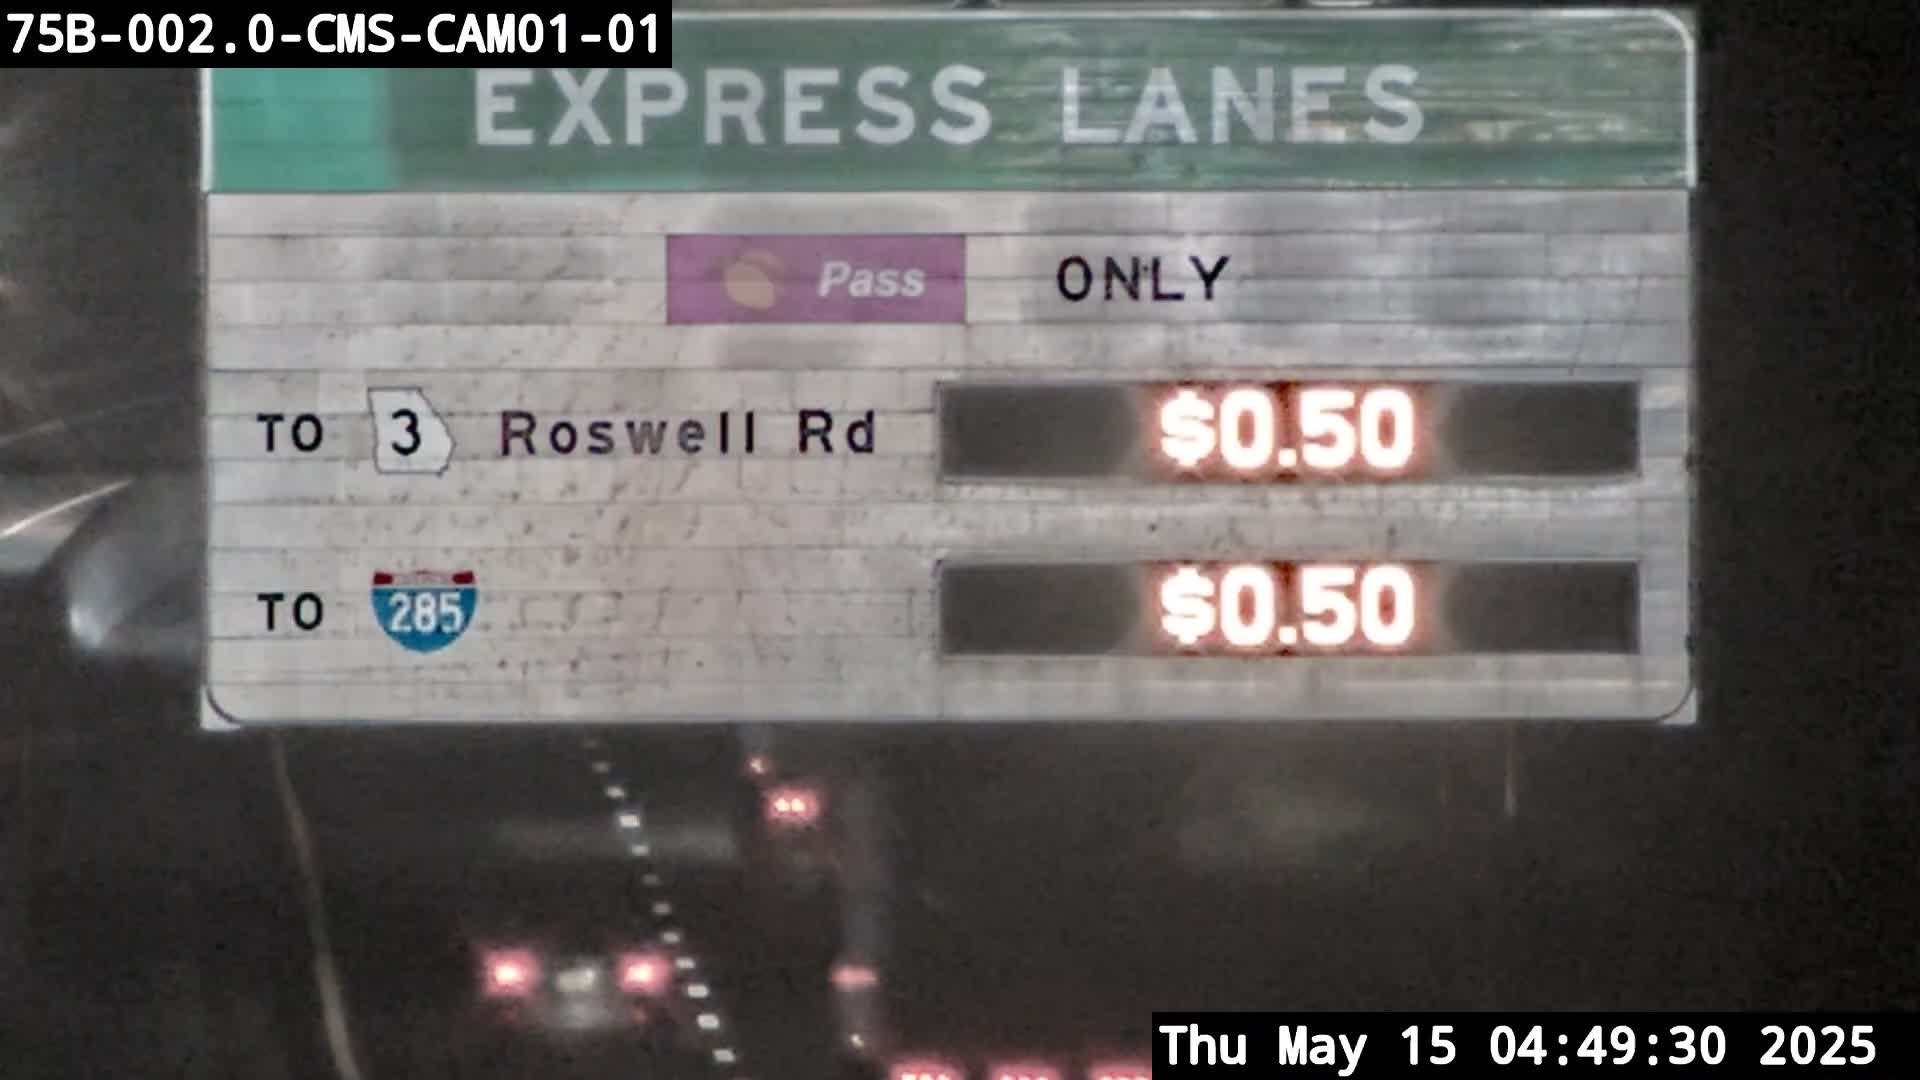 75B-002.0-CMS-CAM01-01
EXPRESS LANES
Pass ONLY
TO 3 Roswell Rd $0.50
TO 285 $0.50
Thu May 15 04:49:30 2025